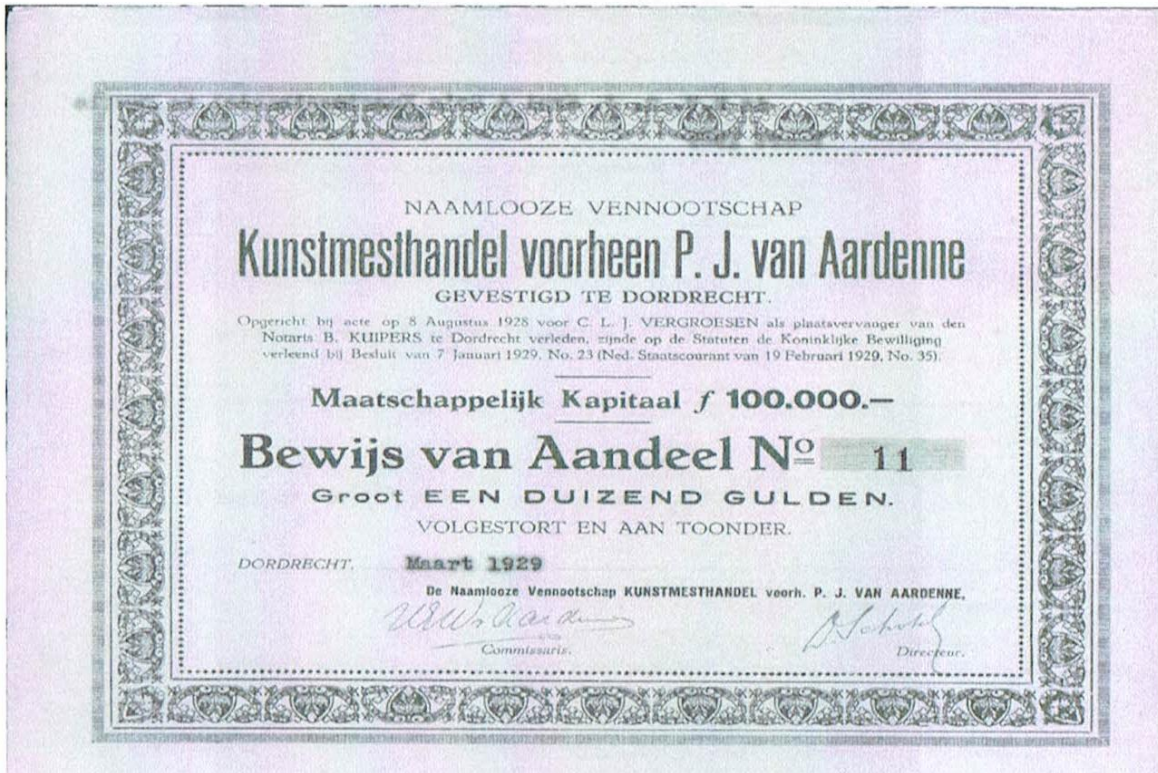 NAAMLOOZE VENNOOTSCHAP
Kunstmesthandel voorheen P. J. van Aardenne
GEVESTIGD TE DORDRECHT.
Opgericht bij acte op 8 Augustus 1928 voor C. L. J. VERGROESEN als plaatsvervanger van den
Notaris B. KUIPERS te Dordrecht verleden, zijnde op de Statuten de Koninklijke Bewilliging
verleend bij Besluit van 7 Januari 1929, No. 23 (Ned. Staatscourant van 19 Februari 1929, No. 35).
Maatschappelijk Kapitaal ƒ 100.000.—
Bewijs van Aandeel Nº 11
Groot EEN DUIZEND GULDEN.
VOLGESTORT EN AAN TOONDER.
DORDRECHT, Maart 1929
De Naamlooze Vennootschap KUNSTMESTHANDEL voorh. P. J. VAN AARDENNE,
Commissaris. Directeur.